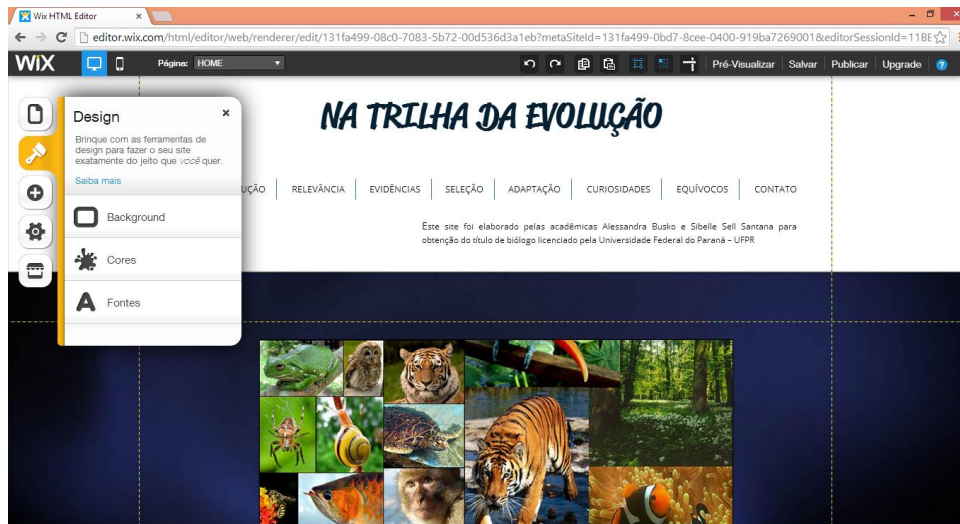 Wix HTML Editor
editor.wix.com/html/editor/web/renderer/edit/131fa499-08c0-7083-5b72-00d536d3a1eb?metaSiteId=131fa499-0bd7-8cee-0400-919ba7269001&editorSessionId=11BE
WiX Página: HOME Pré-Visualizar Salvar Publicar Upgrade ?
NA TRILHA DA EVOLUÇÃO
Design
Brinque com as ferramentas de
design para fazer o seu site
exatamente do jeito que você quer.
Saiba mais
UÇÃO RELEVÂNCIA EVIDÊNCIAS SELEÇÃO ADAPTAÇÃO CURIOSIDADES EQUÍVOCOS CONTATO
Background
Este site foi elaborado pelas acadêmicas Alessandra Busko e Sibelle Sell Santana para
obtenção do título de biólogo licenciado pela Universidade Federal do Paraná – UFPR
Cores
Fontes